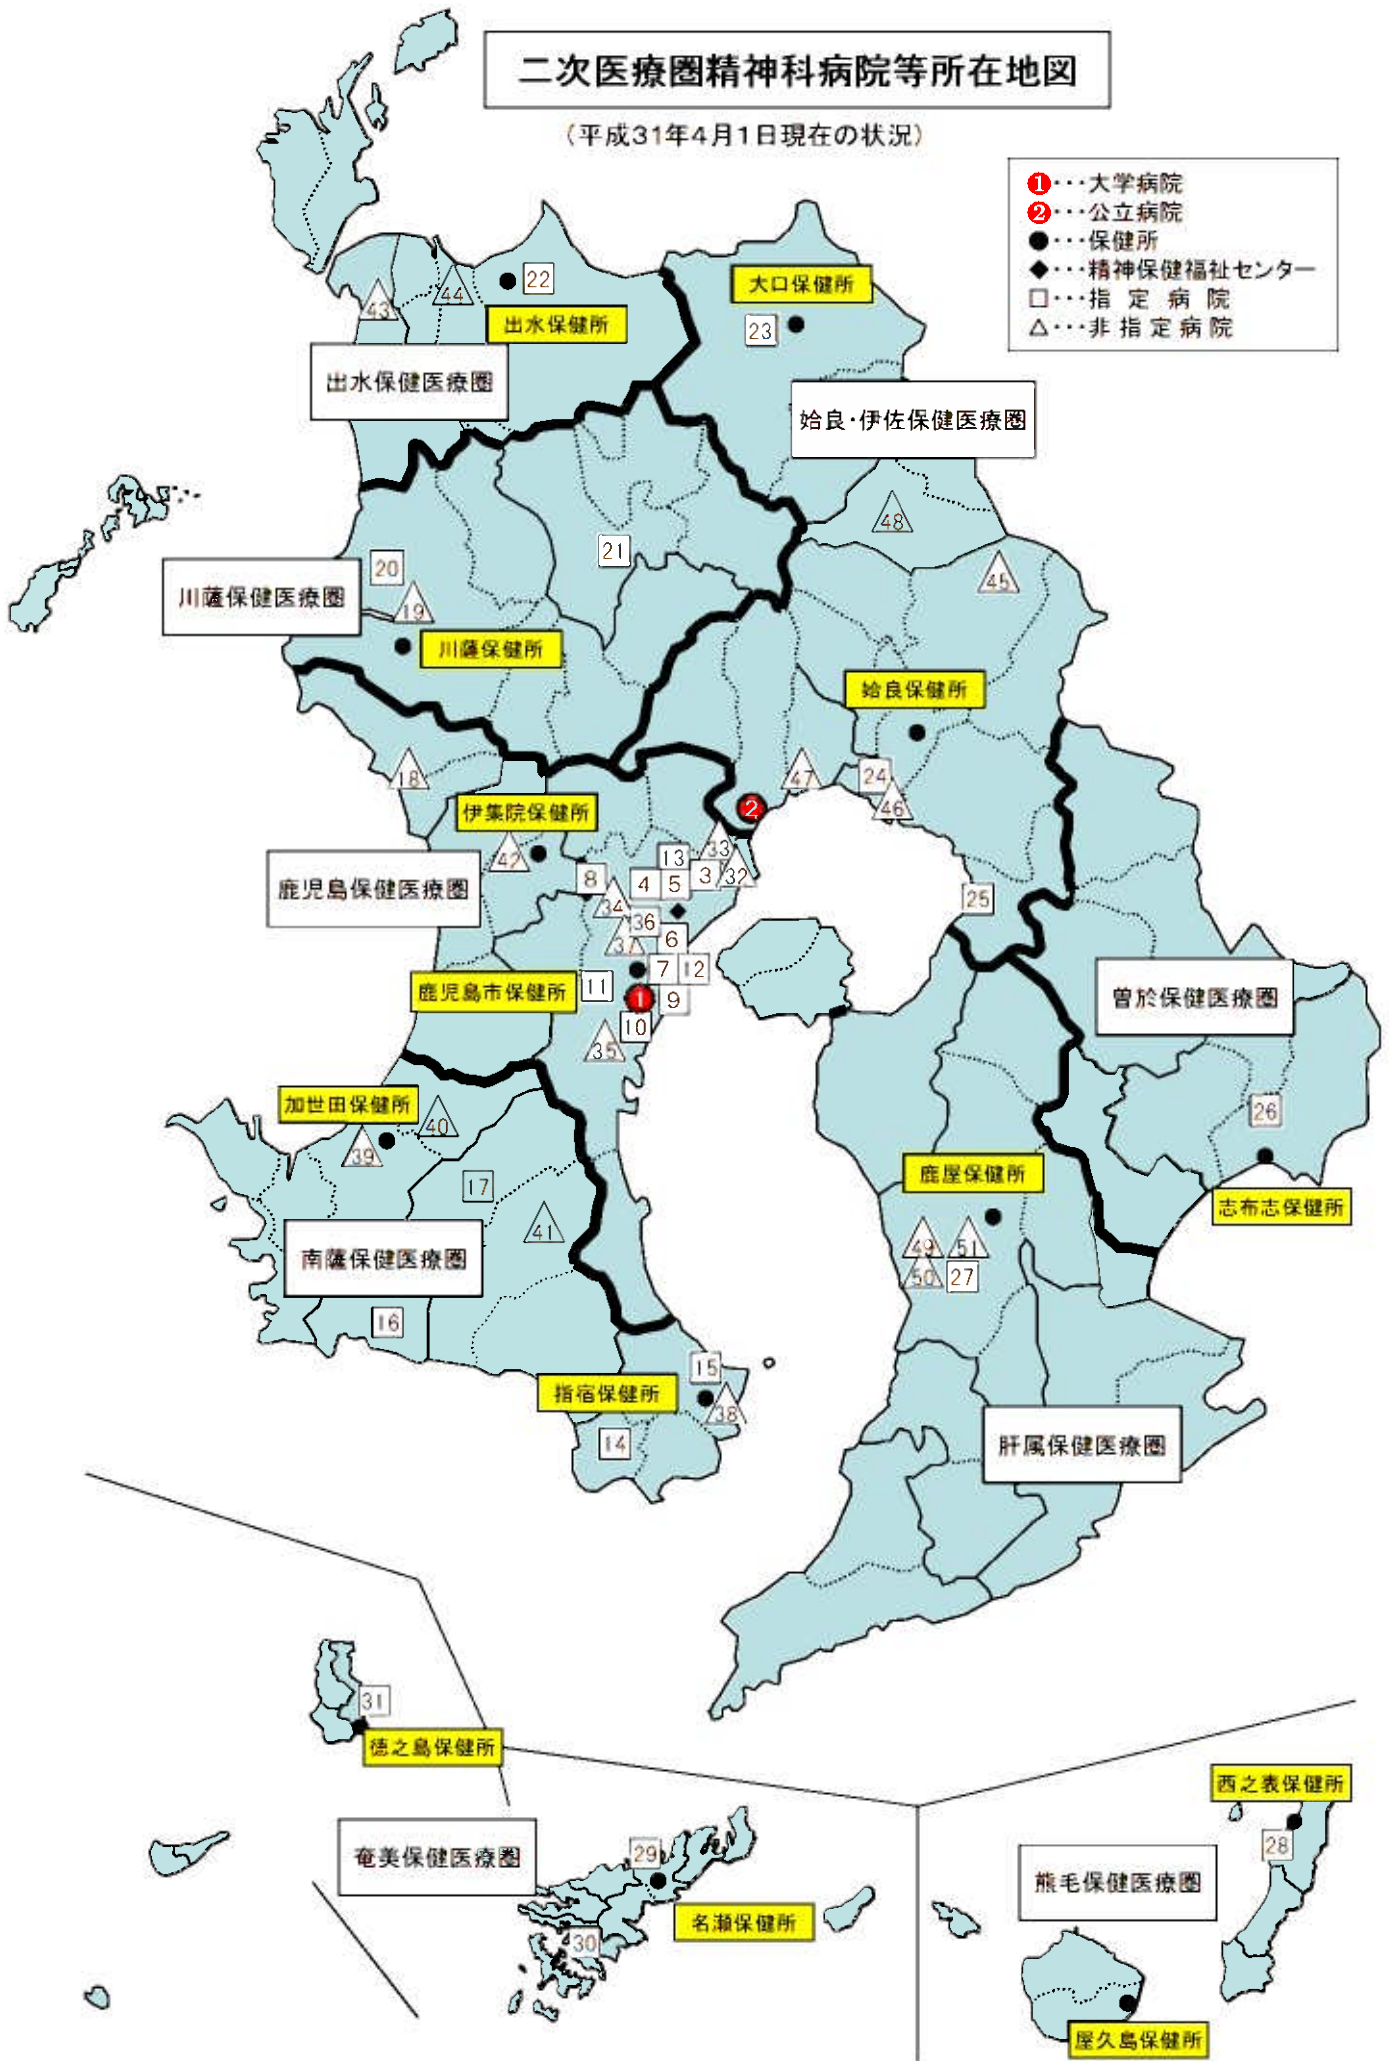 二次医療圏精神科病院等所在地図
（平成31年4月1日現在の状況）
❶・・・大学病院
❷・・・公立病院
●・・・保健所
◆・・・精神保健福祉センター
□・・・指定病院
△・・・非指定病院
22
44
43
出水保健所
大口保健所
23
出水保健医療圏
姶良・伊佐保健医療圏
48
21
20
45
川薩保健医療圏
19
川薩保健所
姶良保健所
18
47
24
46
2
伊集院保健所
42
33
13
32
3
8
4
5
鹿児島保健医療圏
34
36
25
37
6
7
12
鹿児島市保健所
11
1
9
曽於保健医療圏
10
35
加世田保健所
40
39
26
17
鹿屋保健所
41
志布志保健所
49
51
南薩保健医療圏
50
27
16
15
指宿保健所
38
14
肝属保健医療圏
31
徳之島保健所
西之表保健所
28
奄美保健医療圏
29
熊毛保健医療圏
名瀬保健所
30
屋久島保健所